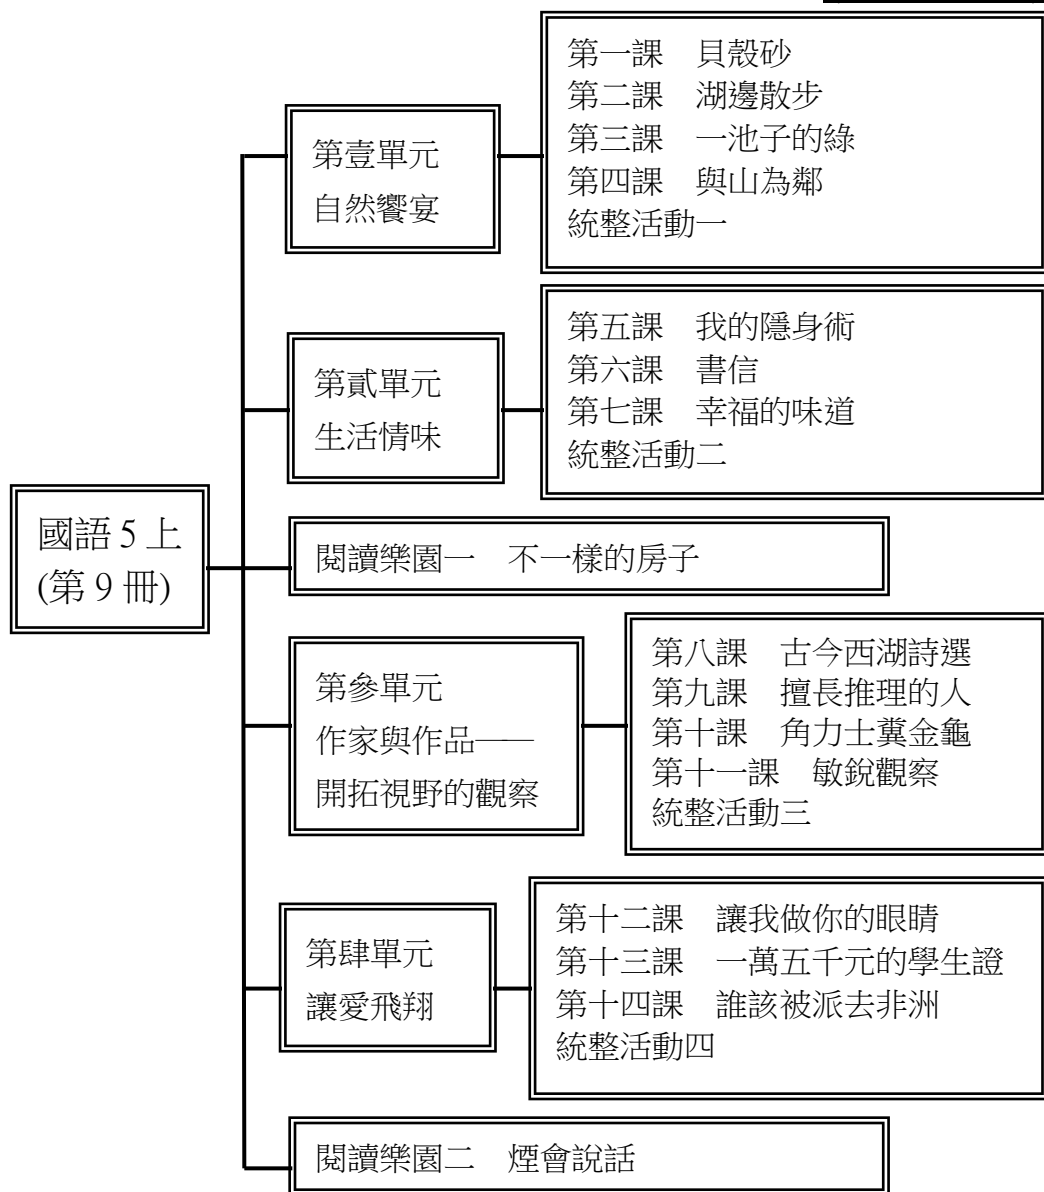 國語 5 上
(第 9 冊)
第壹單元
自然饗宴
第一課　貝殼砂
第二課　湖邊散步
第三課　一池子的綠
第四課　與山為鄰
統整活動一
第貳單元
生活情味
第五課　我的隱身術
第六課　書信
第七課　幸福的味道
統整活動二
閱讀樂園一　不一樣的房子
第參單元
作家與作品——
開拓視野的觀察
第八課　古今西湖詩選
第九課　擅長推理的人
第十課　角力士糞金龜
第十一課　敏銳觀察
統整活動三
第肆單元
讓愛飛翔
第十二課　讓我做你的眼睛
第十三課　一萬五千元的學生證
第十四課　誰該被派去非洲
統整活動四
閱讀樂園二　煙會說話